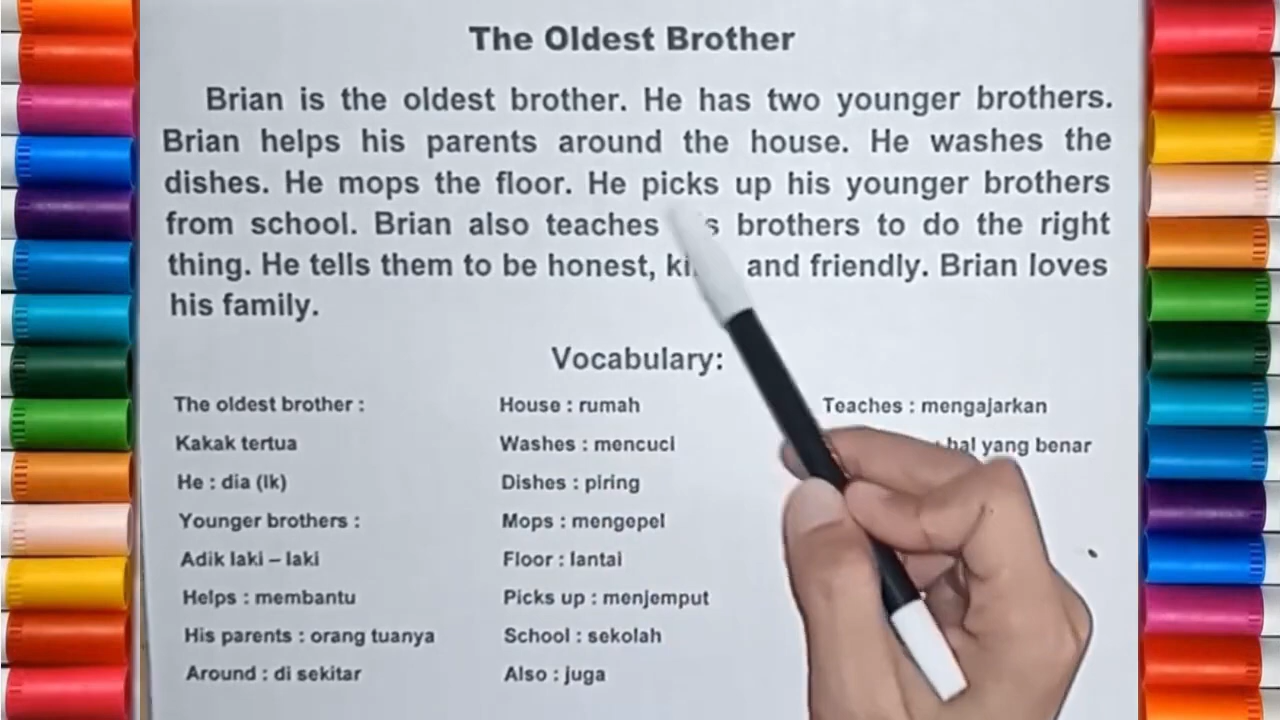 The Oldest Brother
Brian is the oldest brother. He has two younger brothers.
Brian helps his parents around the house. He washes the
dishes. He mops the floor. He picks up his younger brothers
from school. Brian also teaches brothers to do the right
thing. He tells them to be honest, and friendly. Brian loves
his family.
Vocabulary:
The oldest brother :
Kakak tertua
He : dia (lk)
Younger brothers :
Adik laki – laki
Helps : membantu
His parents : orang tuanya
Around : di sekitar
House : rumah
Washes : mencuci
Dishes : piring
Mops : mengepel
Floor : lantai
Picks up : menjemput
School : sekolah
Also : juga
Teaches : mengajarkan
: hal yang benar